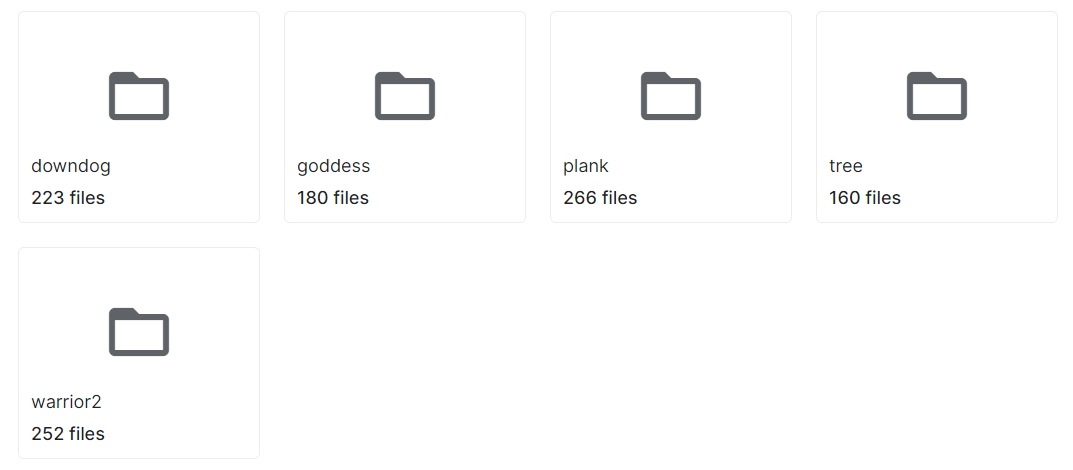 downdog
223 files
goddess
180 files
plank
266 files
tree
160 files
warrior2
252 files